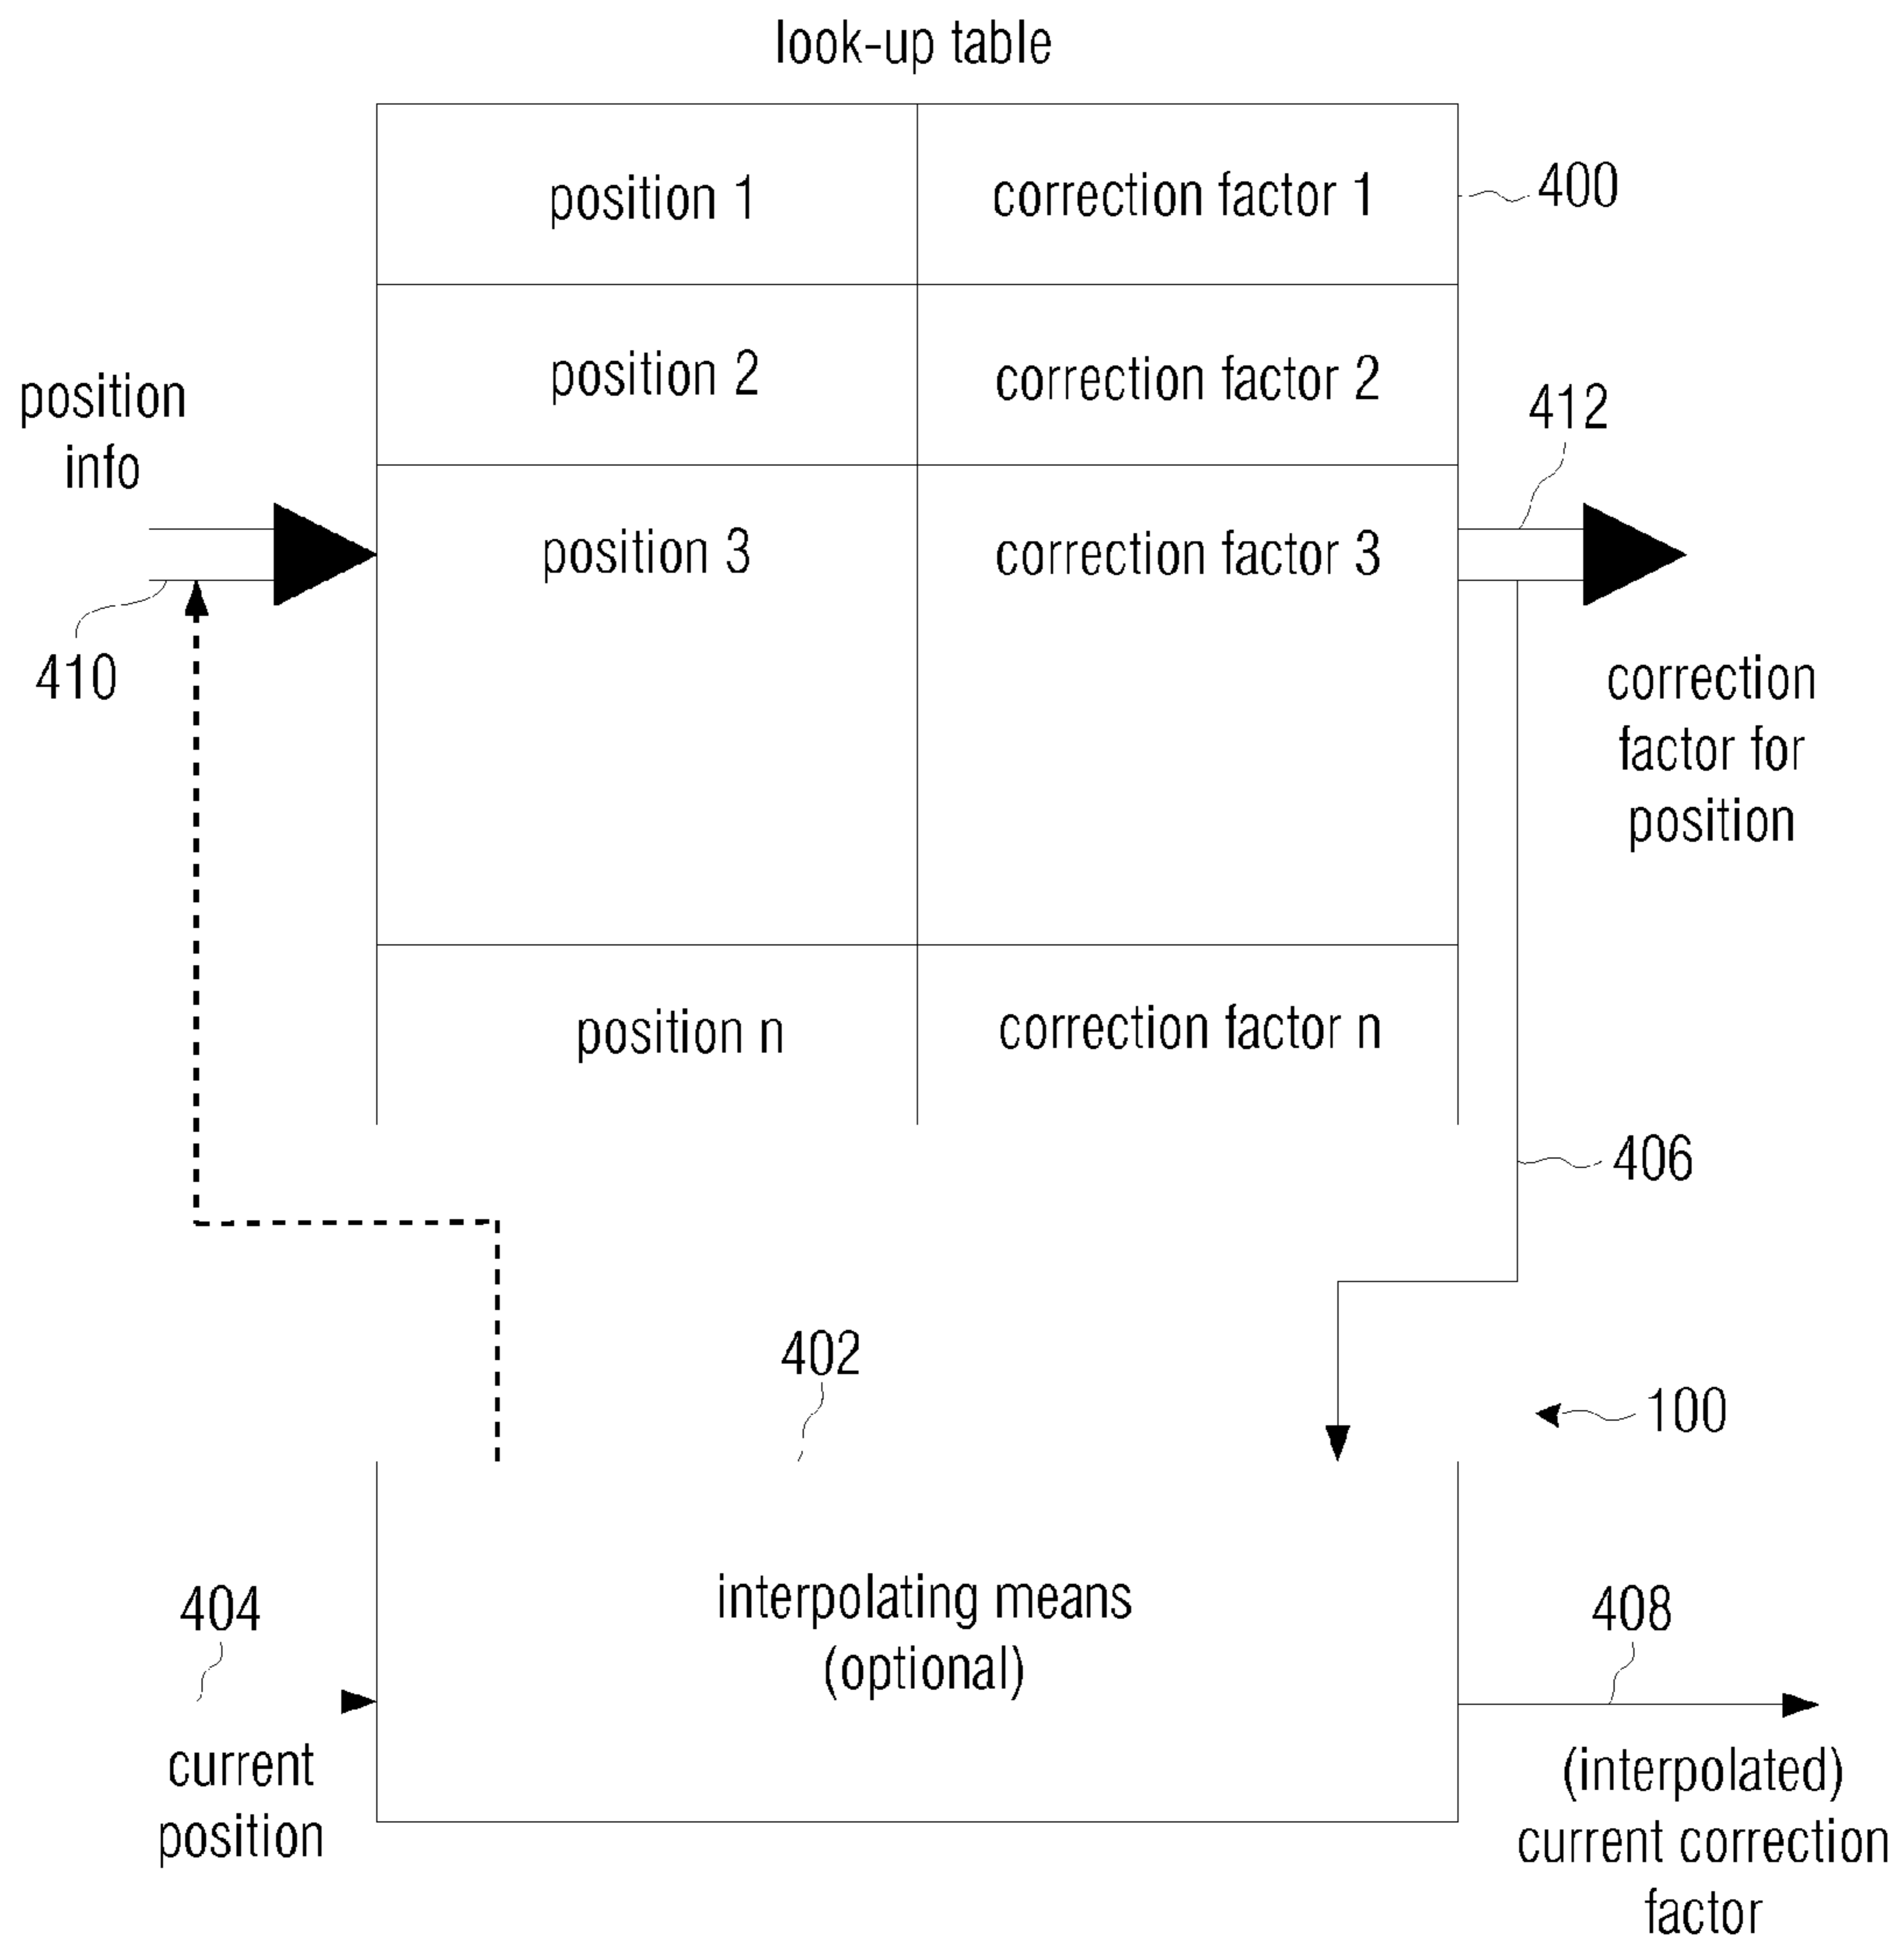 look-up table
position 1
correction factor 1
400
position 2
correction factor 2
position
info
412
position 3
correction factor 3
410
correction
factor for
position
position n
correction factor n
406
402
100
interpolating means
(optional)
404
408
current
position
(interpolated)
current correction
factor